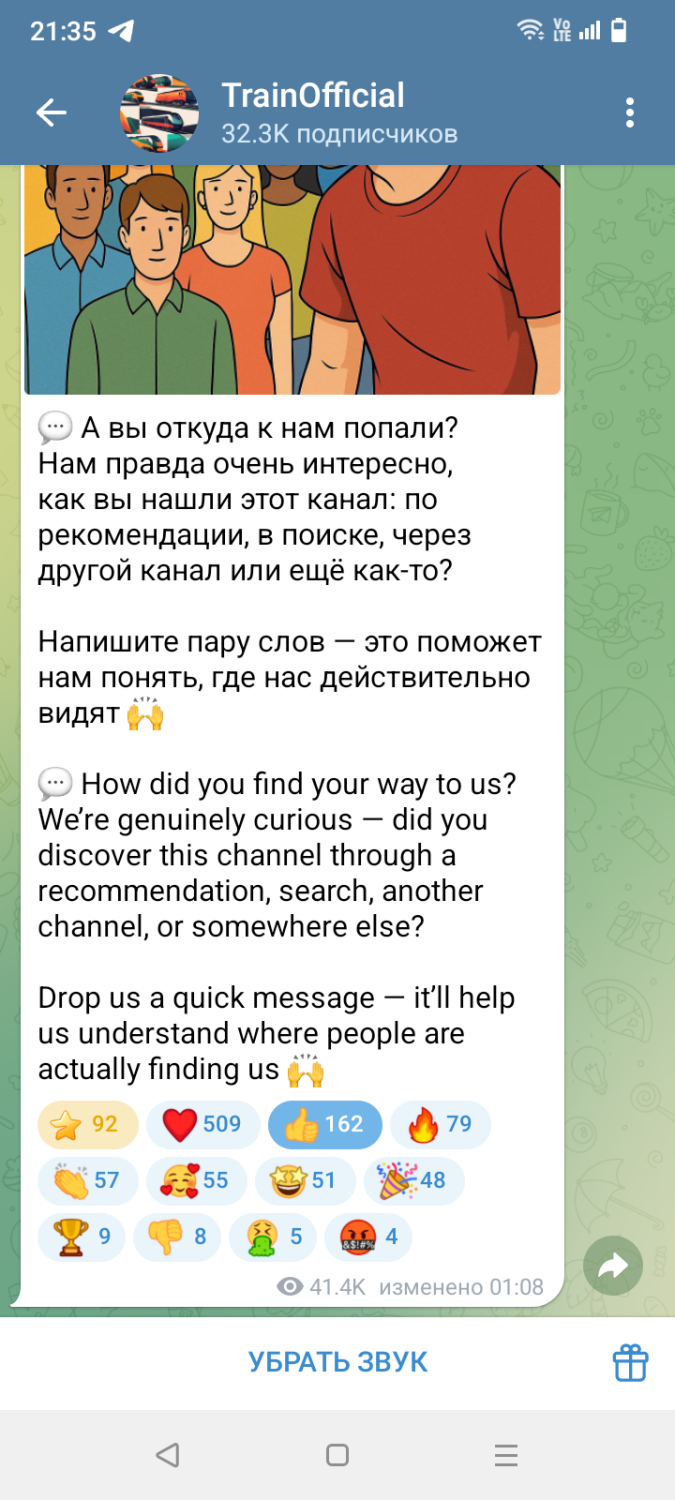 21:35
Vo LTE
TrainOfficial
32.3K подписчиков
💬 А вы откуда к нам попали?
Нам правда очень интересно,
как вы нашли этот канал: по
рекомендации, в поиске, через
другой канал или ещё как-то?
Напишите пару слов — это поможет
нам понять, где нас действительно
видят 🙌
💬 How did you find your way to us?
We’re genuinely curious — did you
discover this channel through a
recommendation, search, another
channel, or somewhere else?
Drop us a quick message — it’ll help
us understand where people are
actually finding us 🙌
⭐ 92 ❤️ 509 👍 162 🔥 79
👏 57 🥰 55 🤩 51 🎉 48
🏆 9 👎 8 🤮 5 🤬 4
41.4K изменено 01:08
УБРАТЬ ЗВУК